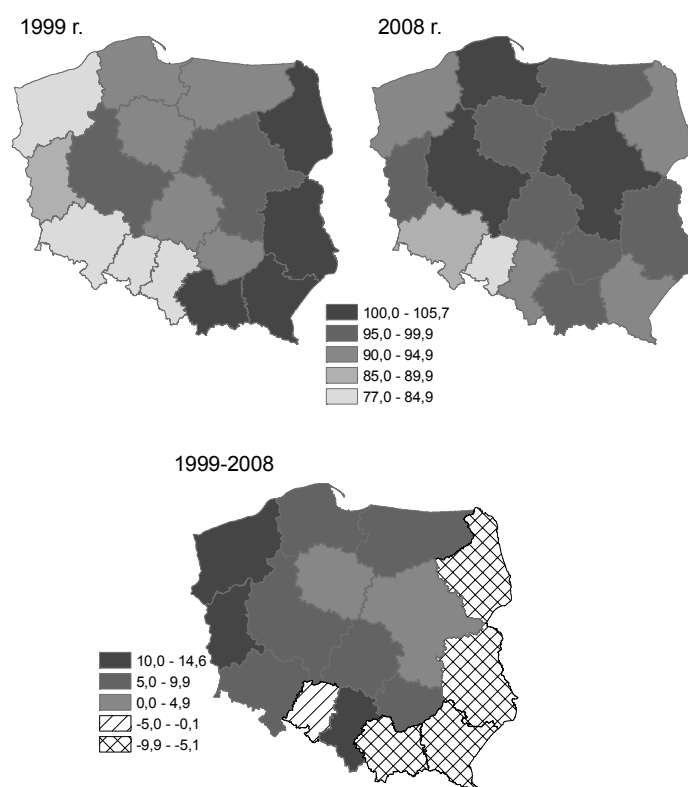 1999 r.
2008 r.
100,0 - 105,7
95,0 - 99,9
90,0 - 94,9
85,0 - 89,9
77,0 - 84,9
1999-2008
10,0 - 14,6
5,0 - 9,9
0,0 - 4,9
-5,0 - -0,1
-9,9 - -5,1